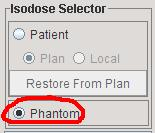 Isodose Selector
Patient
Plan Local
Restore From Plan
Phantom